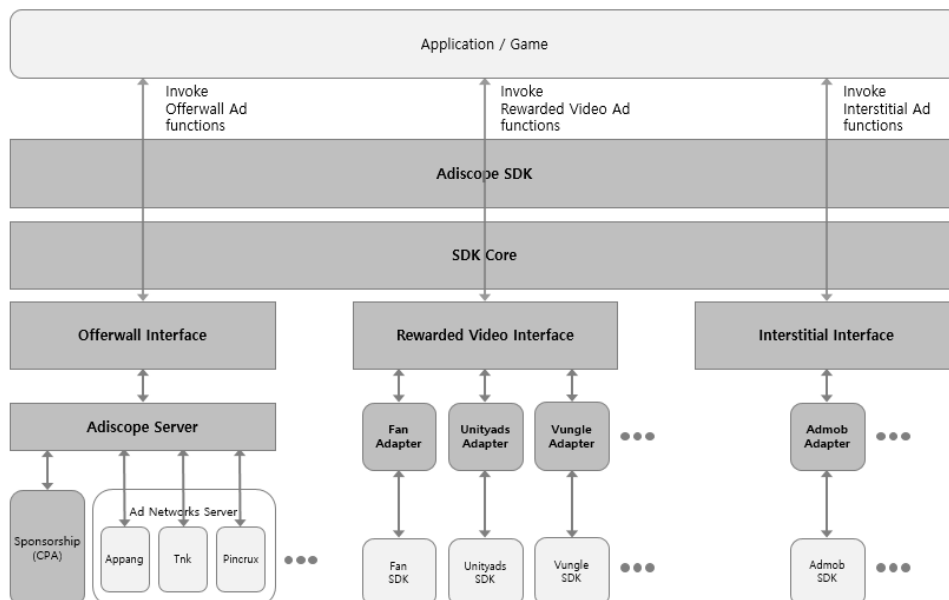 Application / Game
Invoke
Offerwall Ad
functions
Invoke
Rewarded Video Ad
functions
Invoke
Interstitial Ad
functions
Adiscope SDK
SDK Core
Offerwall Interface
Rewarded Video Interface
Interstitial Interface
Adiscope Server
Fan
Adapter
Unityads
Adapter
Vungle
Adapter
Admob
Adapter
Sponsorship
(CPA)
Ad Networks Server
Appang
Tnk
Pincrux
Fan
SDK
Unityads
SDK
Vungle
SDK
Admob
SDK